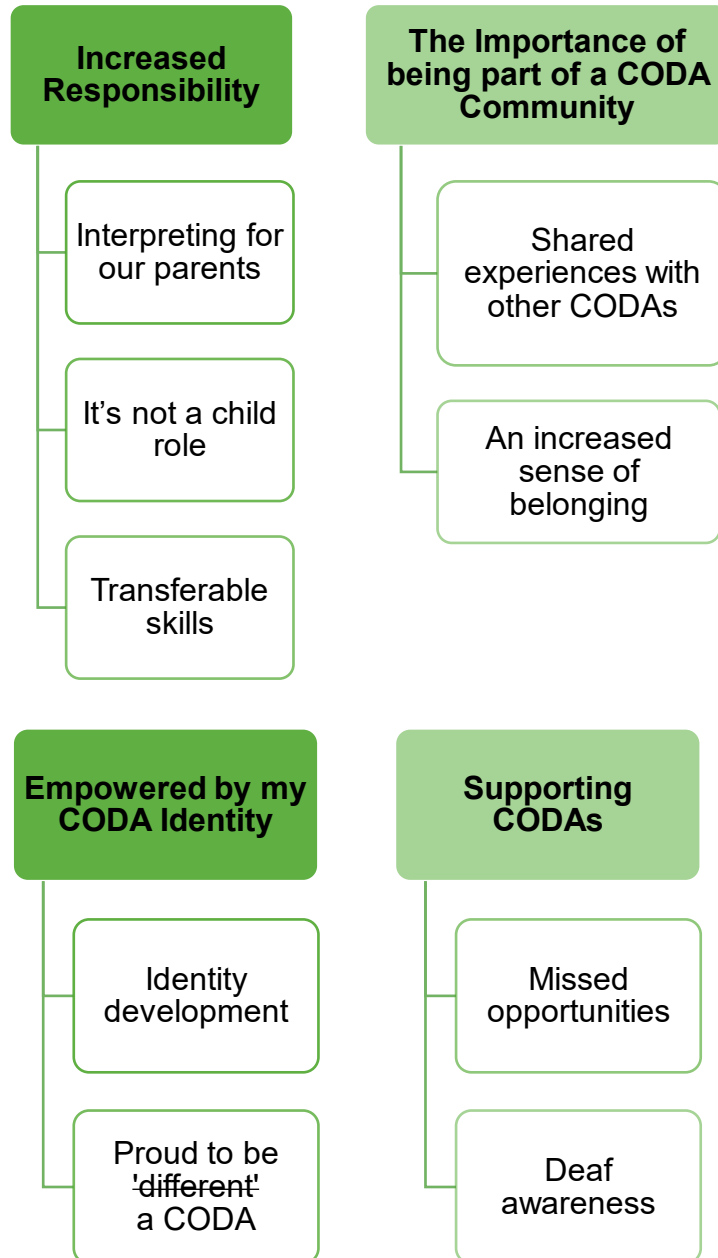 Increased
Responsibility
Interpreting for
our parents
It’s not a child
role
Transferable
skills
The Importance of
being part of a CODA
Community
Shared
experiences with
other CODAs
An increased
sense of
belonging
Empowered by my
CODA Identity
Identity
development
Proud to be
'different'
a CODA
Supporting
CODAs
Missed
opportunities
Deaf
awareness